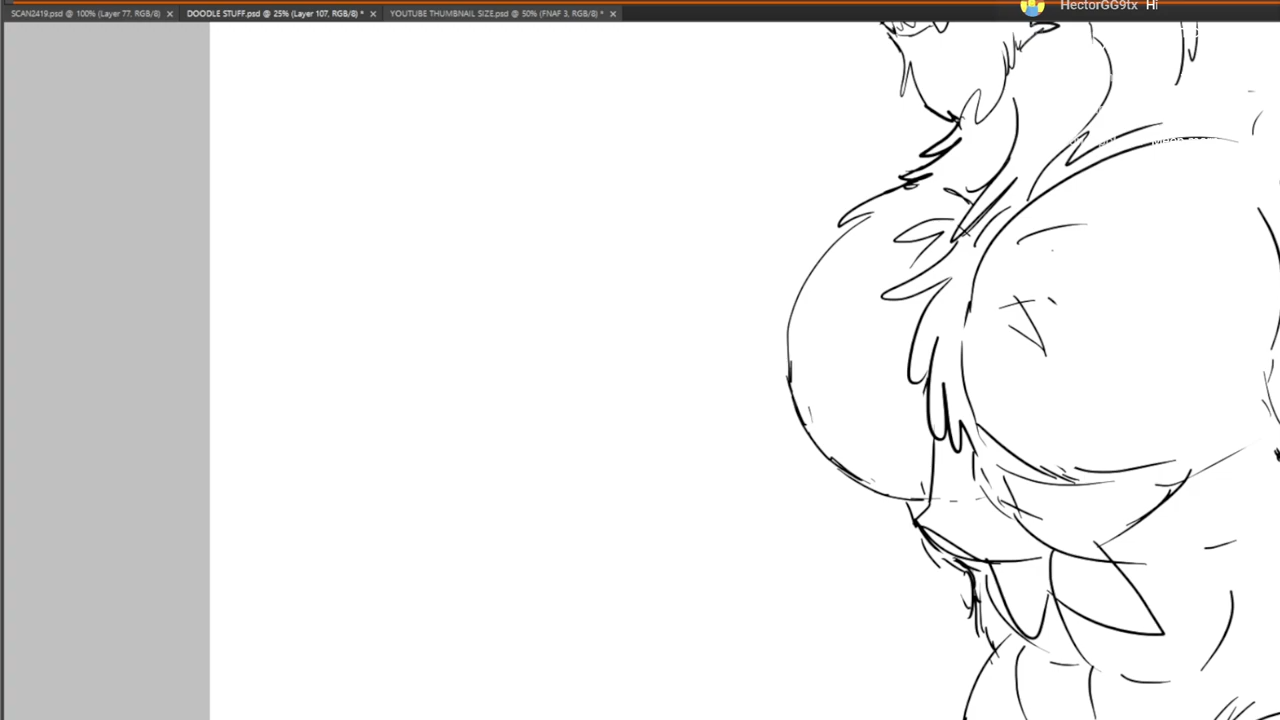 HectorGG9tx Hi
SCAN2419.psd @ 100% (Layer 77, RGB/8) × DOODLE STUFF.psd @ 25% (Layer 107, RGB/8) * × YOUTUBE THUMBNAIL SIZE.psd @ 50% (FNAF 3, RGB/8) * ×